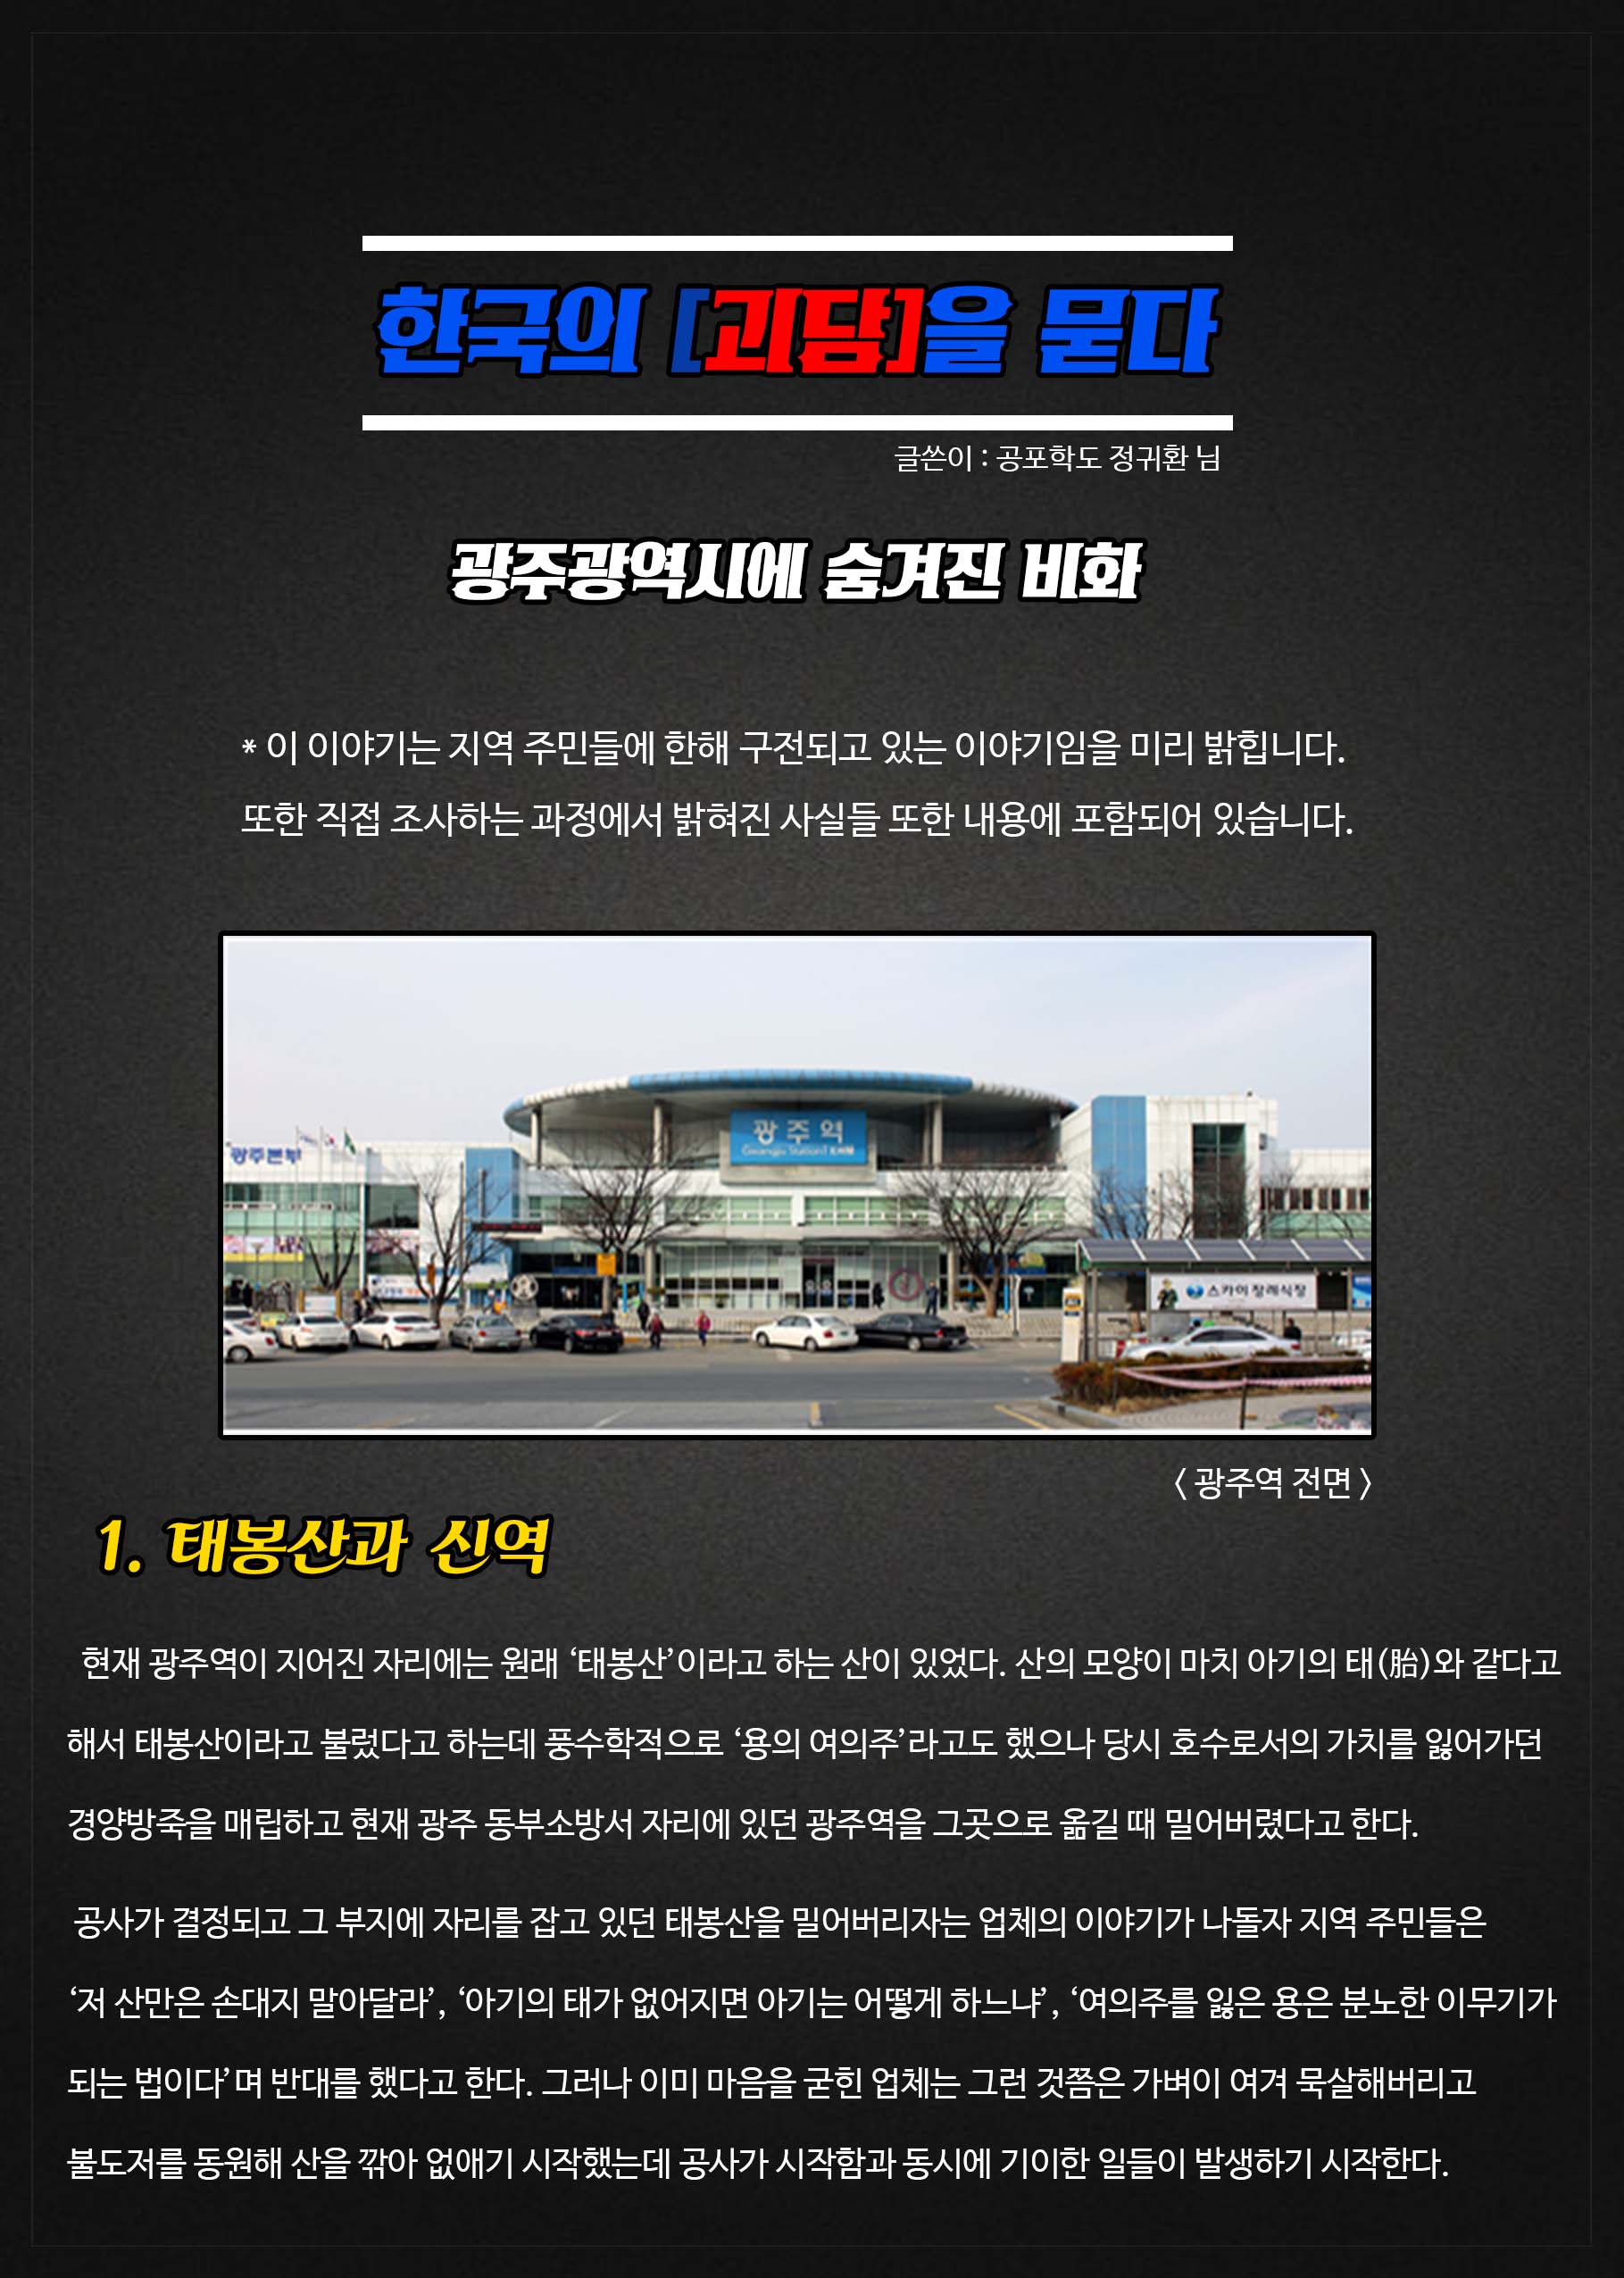 한국의 [괴담]을 묻다
글쓴이 : 공포학도 정귀환 님
광주광역시에 숨겨진 비화
* 이 이야기는 지역 주민들에 한해 구전되고 있는 이야기임을 미리 밝힙니다.
또한 직접 조사하는 과정에서 밝혀진 사실들 또한 내용에 포함되어 있습니다.
광주역
Gwangju Station
광주본부
스카이장례식장
< 광주역 전면 >
1. 태봉산과 신역
현재 광주역이 지어진 자리에는 원래 ‘태봉산’이라고 하는 산이 있었다. 산의 모양이 마치 아기의 태(胎)와 같다고
해서 태봉산이라고 불렀다고 하는데 풍수학적으로 ‘용의 여의주’라고도 했으나 당시 호수로서의 가치를 잃어가던
경양방죽을 매립하고 현재 광주 동부소방서 자리에 있던 광주역을 그곳으로 옮길 때 밀어버렸다고 한다.
공사가 결정되고 그 부지에 자리를 잡고 있던 태봉산을 밀어버리자는 업체의 이야기가 나돌자 지역 주민들은
‘저 산만은 손대지 말아달라’, ‘아기의 태가 없어지면 아기는 어떻게 하느냐’, ‘여의주를 잃은 용은 분노한 이무기가
되는 법이다’며 반대를 했다고 한다. 그러나 이미 마음을 굳힌 업체는 그런 것쯤은 가벼이 여겨 묵살해버리고
불도저를 동원해 산을 깎아 없애기 시작했는데 공사가 시작함과 동시에 기이한 일들이 발생하기 시작한다.